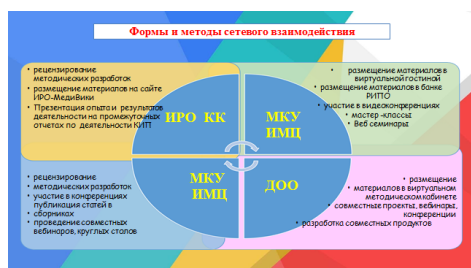 Формы и методы сетевого взаимодействия
• рецензирование
методических разработок
• размещение материалов на сайте
ИРО-МедиВики
• Презентация опыта и результатов
деятельности на промежуточных
отчетах по деятельности КИП
• размещение материалов в
виртуальной гостиной
• размещение материалов в банке
РИПО
• участие в видеоконференциях
• мастер -классы
• Веб семинары
ИРО КК
МКУ
ИМЦ
МКУ
ИМЦ
ДОО
• рецензирование
• методических разработок
• участие в конференциях
публикация статей в
• сборниках
• проведение совместных
вебинаров, круглых столов
• размещение
• материалов в виртуальном
методическом кабинете
• совместные проекты, вебинары,
конференции
• разработка совместных продуктов